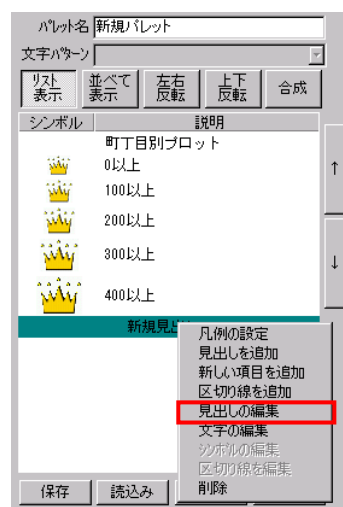 パレット名 新規パレット
文字パターン
リスト表示 並べて表示 左右反転 上下反転 合成
シンボル 説明
町丁目別プロット
0以上
100以上
200以上
300以上
400以上
↑
↓
新規見出
凡例の設定
見出しを追加
新しい項目を追加
区切り線を追加
見出しの編集
文字の編集
シンボルの編集
区切り線を編集
削除
保存 読込み